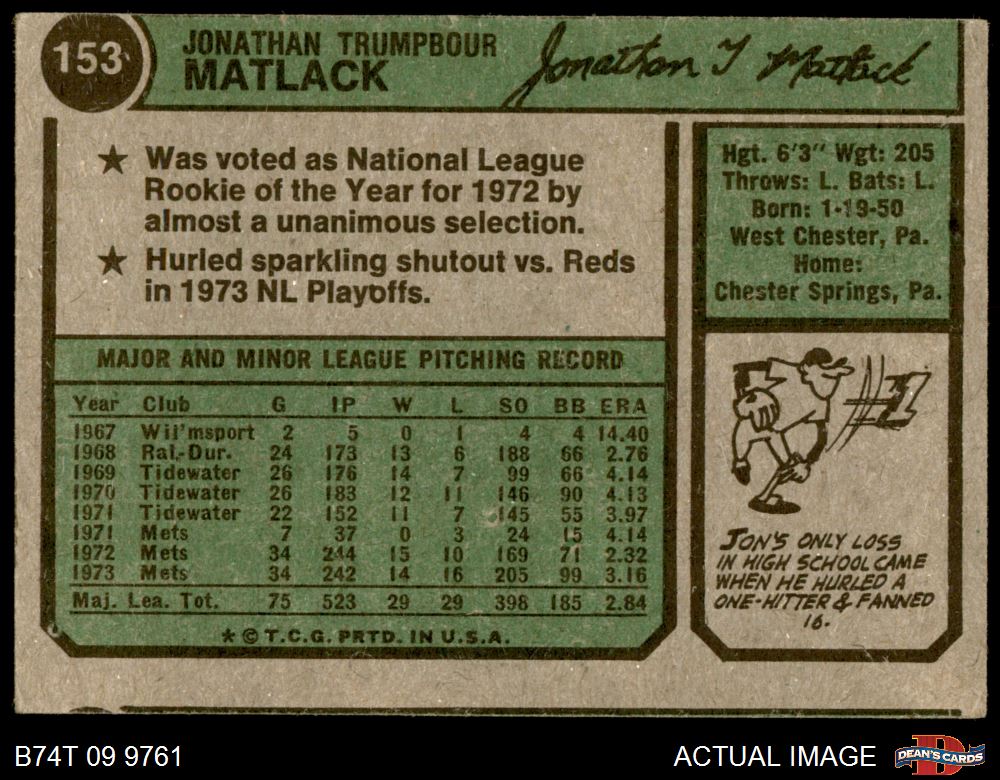 153
JONATHAN TRUMPBOUR
MATLACK
Jonathan T Matlack
★ Was voted as National League
Rookie of the Year for 1972 by
almost a unanimous selection.
★ Hurled sparkling shutout vs. Reds
in 1973 NL Playoffs.
Hgt. 6'3" Wgt: 205
Throws: L. Bats: L.
Born: 1-19-50
West Chester, Pa.
Home:
Chester Springs, Pa.
MAJOR AND MINOR LEAGUE PITCHING RECORD
Year Club G IP W L SO BB ERA
1967 Wil'msport 2 5 0 1 4 4 14.40
1968 Ral.-Dur. 24 173 13 6 188 66 2.76
1969 Tidewater 26 176 14 7 99 66 4.14
1970 Tidewater 26 183 12 11 146 90 4.13
1971 Tidewater 22 152 11 7 145 55 3.97
1971 Mets 7 37 0 3 24 15 4.14
1972 Mets 34 244 15 10 169 71 2.32
1973 Mets 34 242 14 16 205 99 3.16
Maj. Lea. Tot. 75 523 29 29 398 185 2.84
★ © T.C.G. PRTD. IN U.S.A.
#1
JON'S ONLY LOSS
IN HIGH SCHOOL CAME
WHEN HE HURLED A
ONE-HITTER & FANNED
16.
B74T 09 9761
ACTUAL IMAGE
D
DEAN'S CARDS